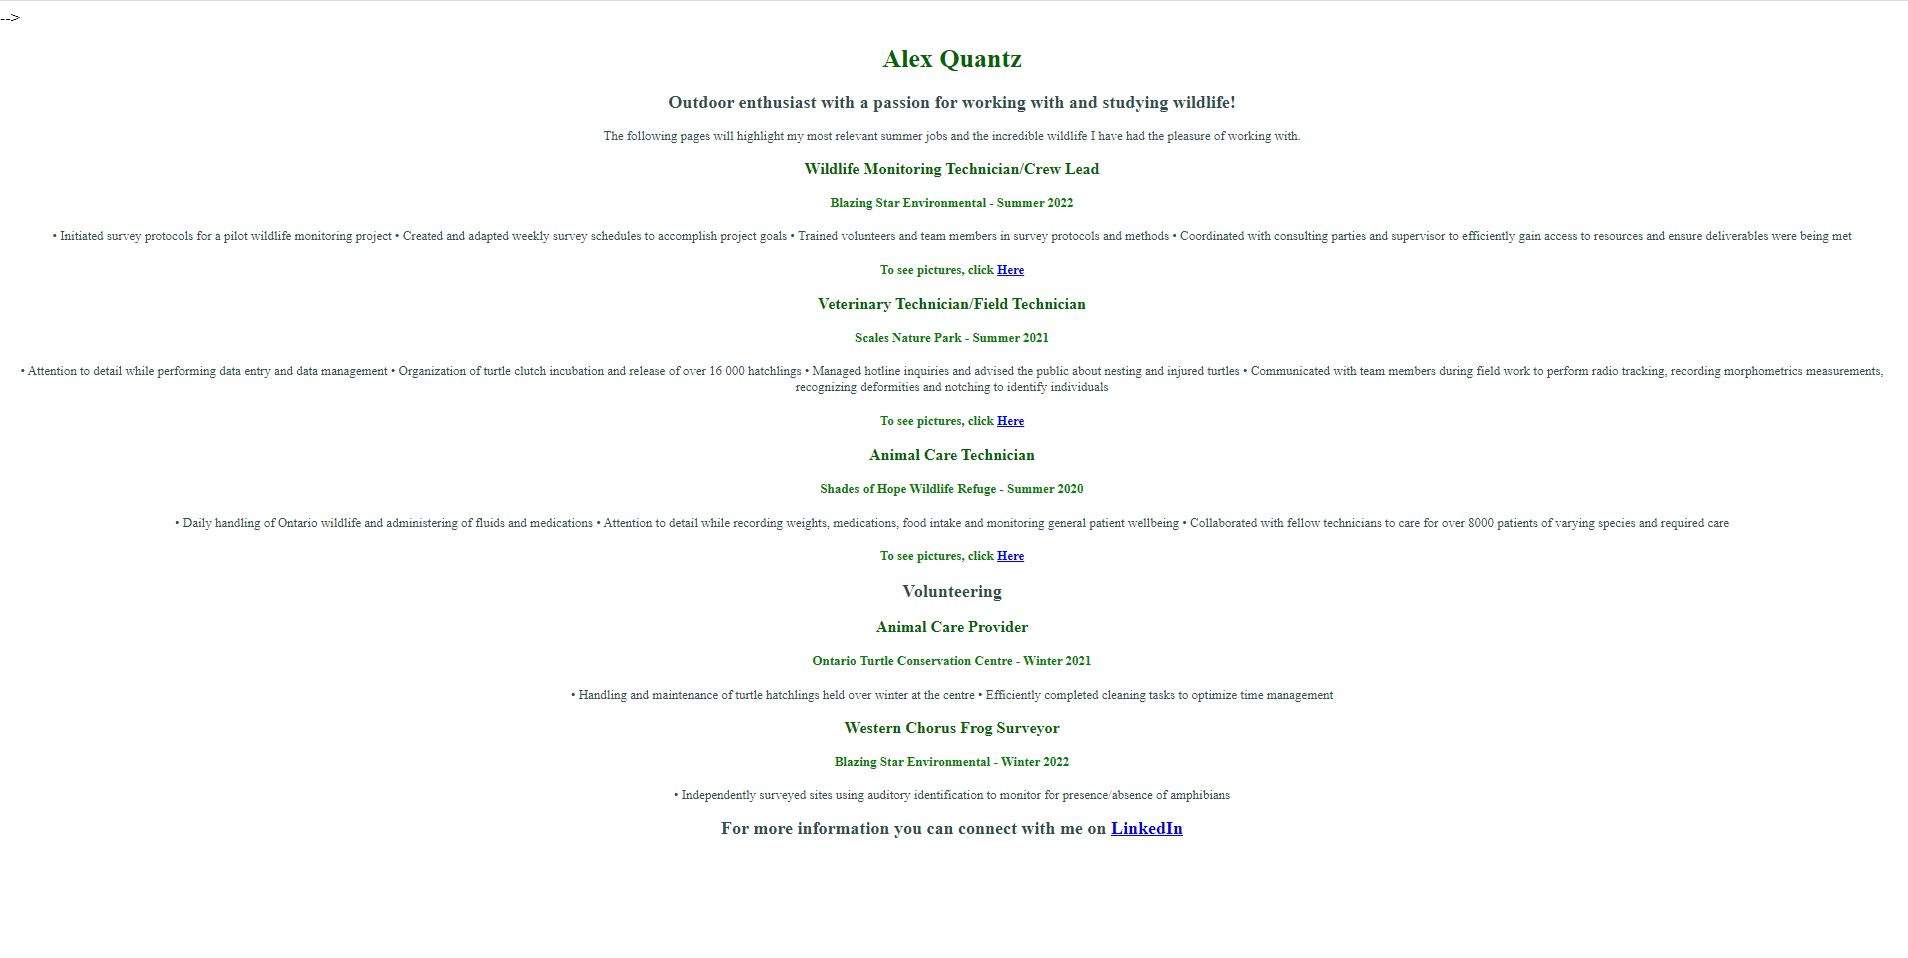 -->
Alex Quantz
Outdoor enthusiast with a passion for working with and studying wildlife!
The following pages will highlight my most relevant summer jobs and the incredible wildlife I have had the pleasure of working with.
Wildlife Monitoring Technician/Crew Lead
Blazing Star Environmental - Summer 2022
• Initiated survey protocols for a pilot wildlife monitoring project • Created and adapted weekly survey schedules to accomplish project goals • Trained volunteers and team members in survey protocols and methods • Coordinated with consulting parties and supervisor to efficiently gain access to resources and ensure deliverables were being met
To see pictures, click Here
Veterinary Technician/Field Technician
Scales Nature Park - Summer 2021
• Attention to detail while performing data entry and data management • Organization of turtle clutch incubation and release of over 16 000 hatchlings • Managed hotline inquiries and advised the public about nesting and injured turtles • Communicated with team members during field work to perform radio tracking, recording morphometrics measurements,
recognizing deformities and notching to identify individuals
To see pictures, click Here
Animal Care Technician
Shades of Hope Wildlife Refuge - Summer 2020
• Daily handling of Ontario wildlife and administering of fluids and medications • Attention to detail while recording weights, medications, food intake and monitoring general patient wellbeing • Collaborated with fellow technicians to care for over 8000 patients of varying species and required care
To see pictures, click Here
Volunteering
Animal Care Provider
Ontario Turtle Conservation Centre - Winter 2021
• Handling and maintenance of turtle hatchlings held over winter at the centre • Efficiently completed cleaning tasks to optimize time management
Western Chorus Frog Surveyor
Blazing Star Environmental - Winter 2022
• Independently surveyed sites using auditory identification to monitor for presence/absence of amphibians
For more information you can connect with me on LinkedIn